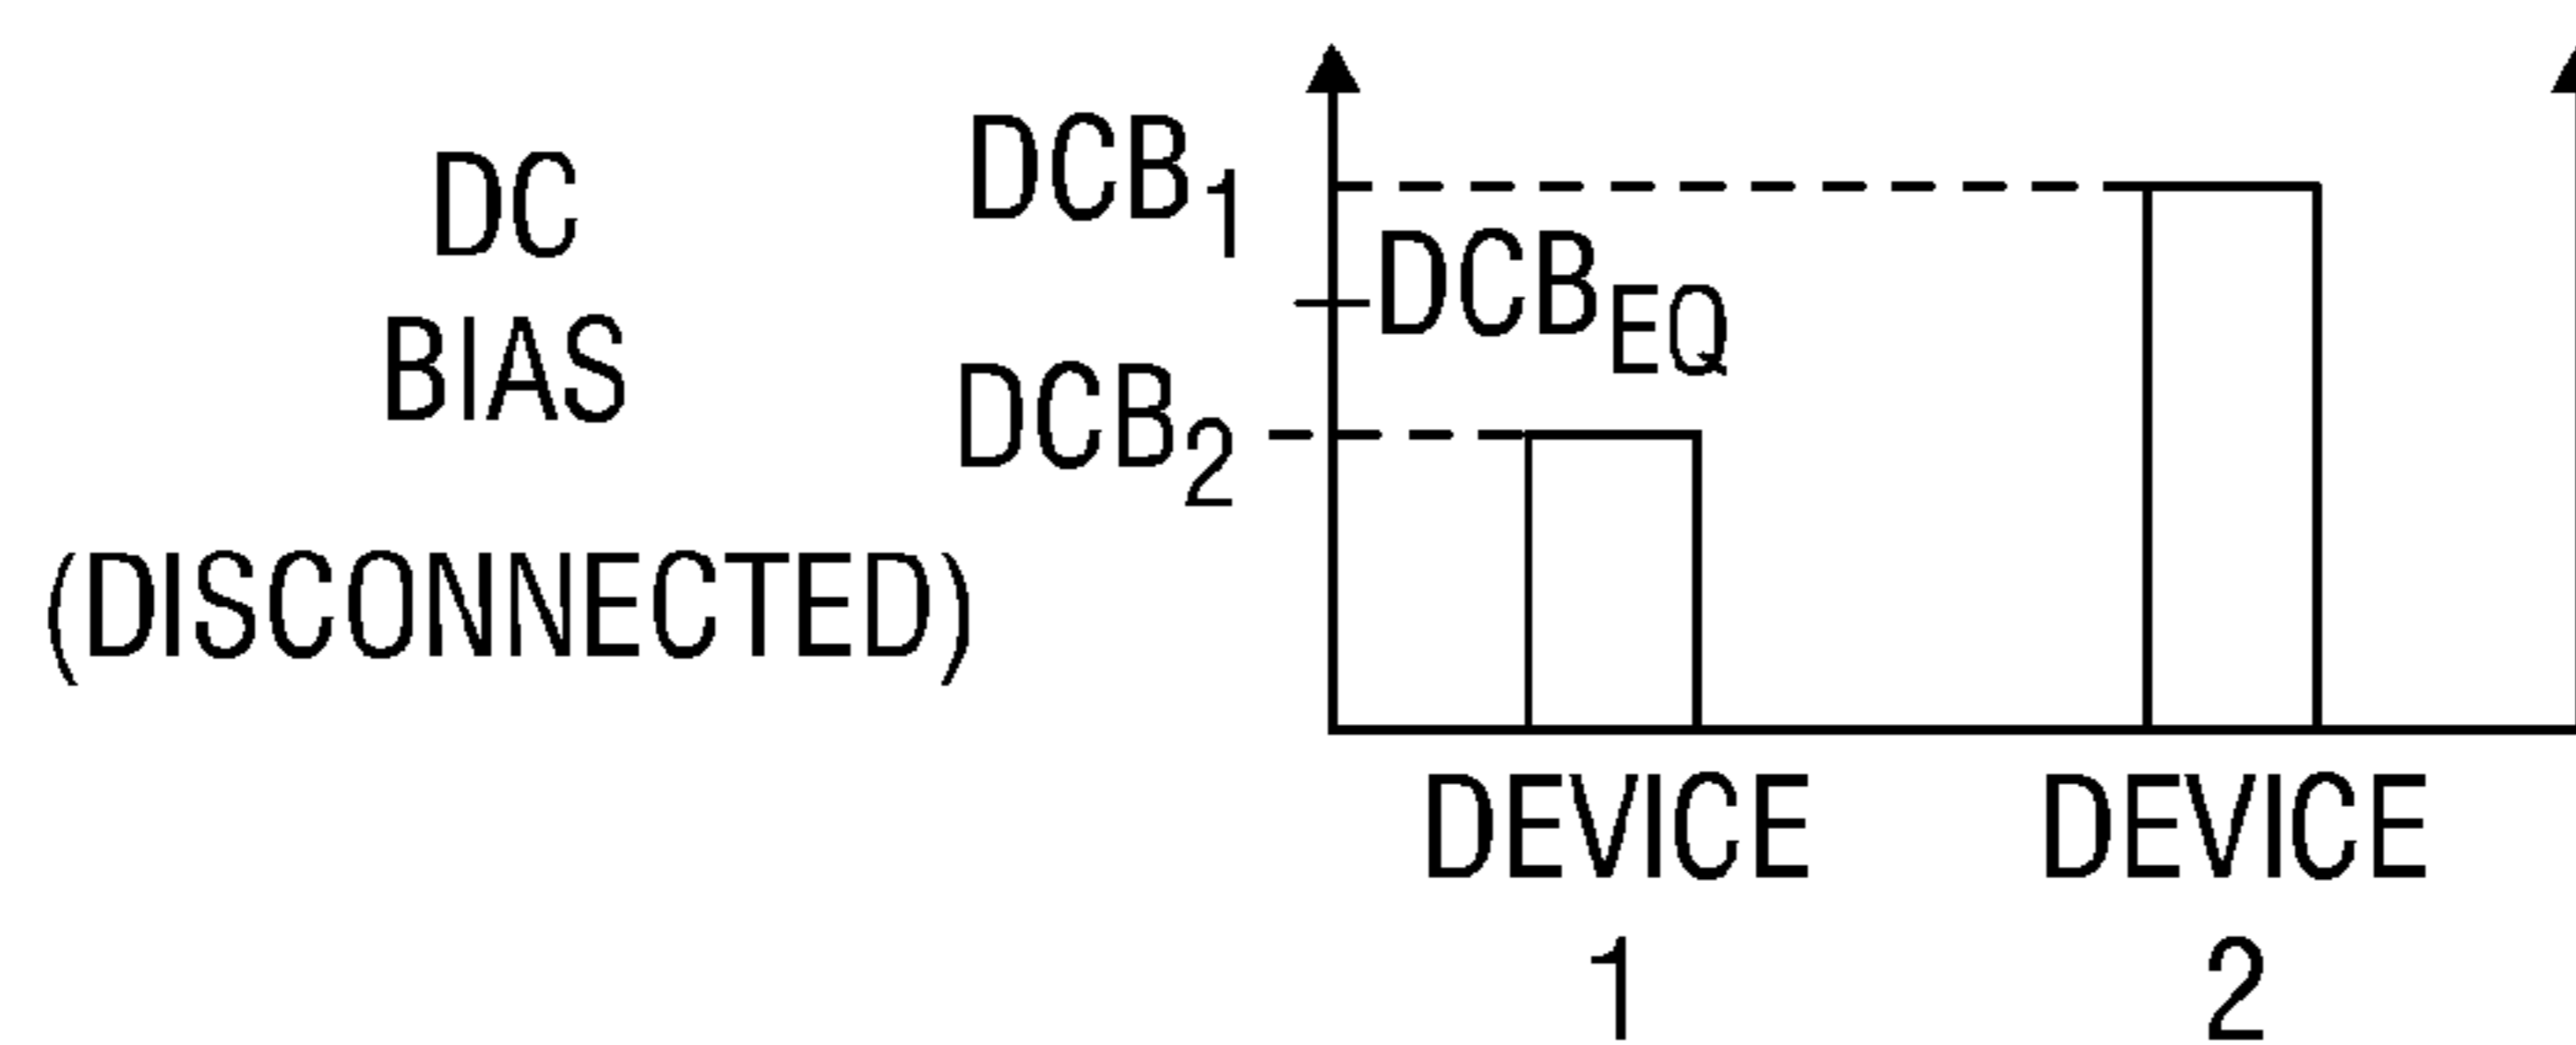 DC
BIAS
(DISCONNECTED)
DCB1
DCBEQ
DCB2
DEVICE
1
DEVICE
2